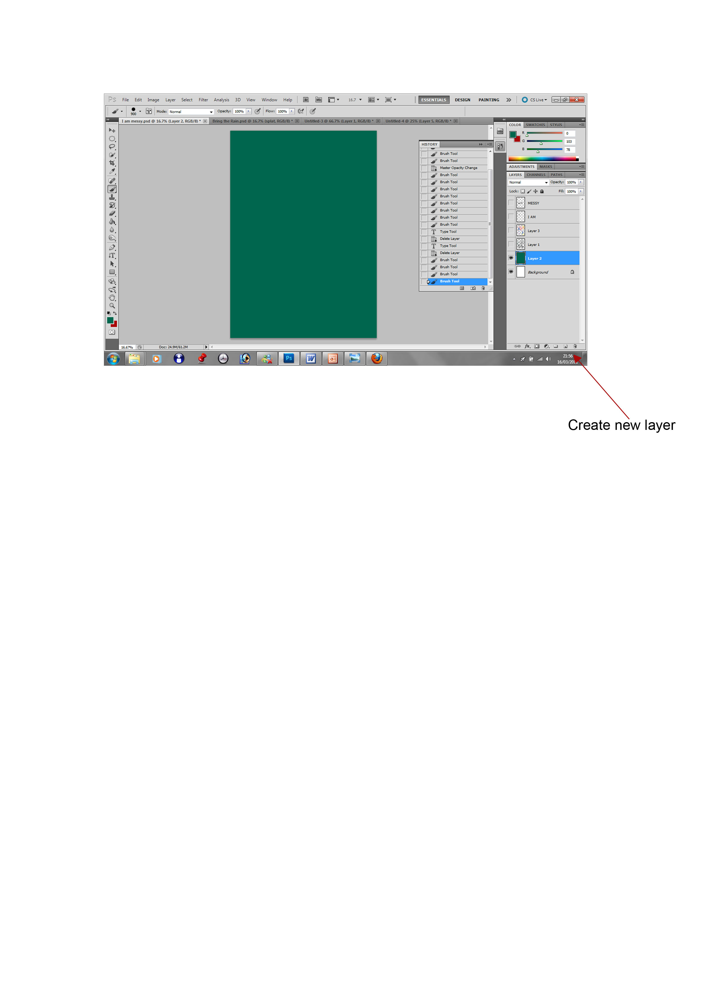 Ps File Edit Image Layer Select Filter Analysis 3D View Window Help Br Mb 16.7 ESSENTIALS DESIGN PAINTING CS Live
900 Mode: Normal Opacity: 100% Flow: 100%
I am messy.psd @ 16.7% (Layer 2, RGB/8) * Bring the Rain.psd @ 16.7% (splat, RGB/8) * Untitled-3 @ 66.7% (Layer 1, RGB/8) * Untitled-4 @ 25% (Layer 5, RGB/8) *
HISTORY
Brush Tool
Brush Tool
Master Opacity Change
Brush Tool
Brush Tool
Brush Tool
Brush Tool
Brush Tool
Brush Tool
Brush Tool
Brush Tool
Type Tool
Delete Layer
Type Tool
Delete Layer
Brush Tool
Brush Tool
Brush Tool
Brush Tool
Mb
COLOR SWATCHES STYLES
R 0
G 103
B 78
ADJUSTMENTS MASKS
LAYERS CHANNELS PATHS
Normal Opacity: 100%
Lock: Fill: 100%
MESSY
I AM
Layer 3
Layer 1
Layer 2
Background
fx
16.67% Doc: 24.9M/61.2M
Ps W
21:56
Create new layer